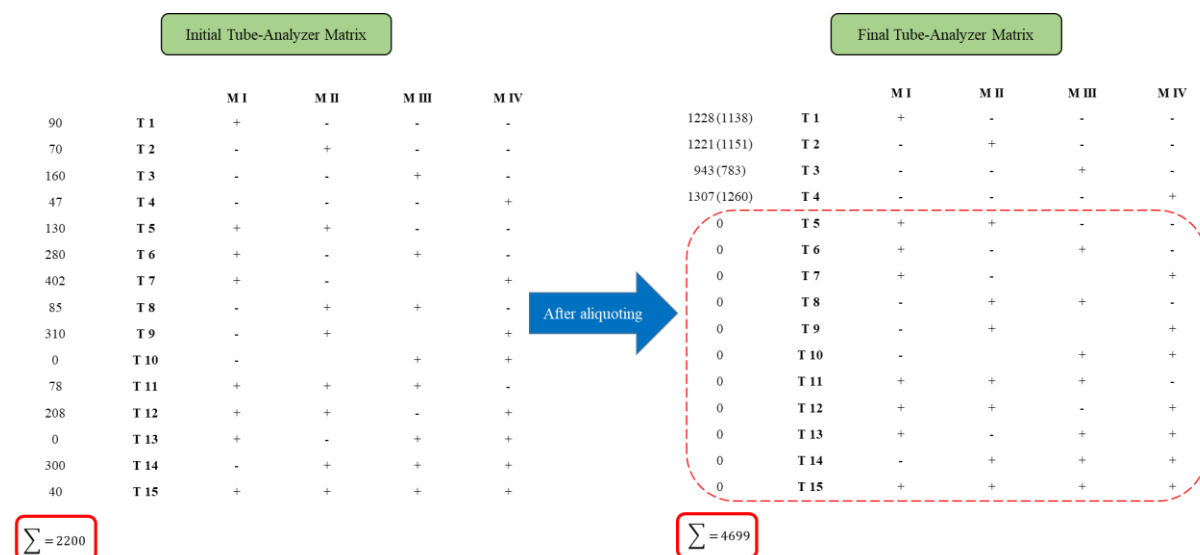 Initial Tube-Analyzer Matrix
M I M II M III M IV
90 T 1 + - - -
70 T 2 - + - -
160 T 3 - - + -
47 T 4 - - - +
130 T 5 + + - -
280 T 6 + - + -
402 T 7 + - +
85 T 8 - + + -
310 T 9 - + +
0 T 10 - + +
78 T 11 + + + -
208 T 12 + + - +
0 T 13 + - + +
300 T 14 - + + +
40 T 15 + + + +
∑ = 2200
After aliquoting
Final Tube-Analyzer Matrix
M I M II M III M IV
1228 (1138) T 1 + - - -
1221 (1151) T 2 - + - -
943 (783) T 3 - - + -
1307 (1260) T 4 - - - +
0 T 5 + + - -
0 T 6 + - + -
0 T 7 + - +
0 T 8 - + + -
0 T 9 - + +
0 T 10 - + +
0 T 11 + + + -
0 T 12 + + - +
0 T 13 + - + +
0 T 14 - + + +
0 T 15 + + + +
∑ = 4699